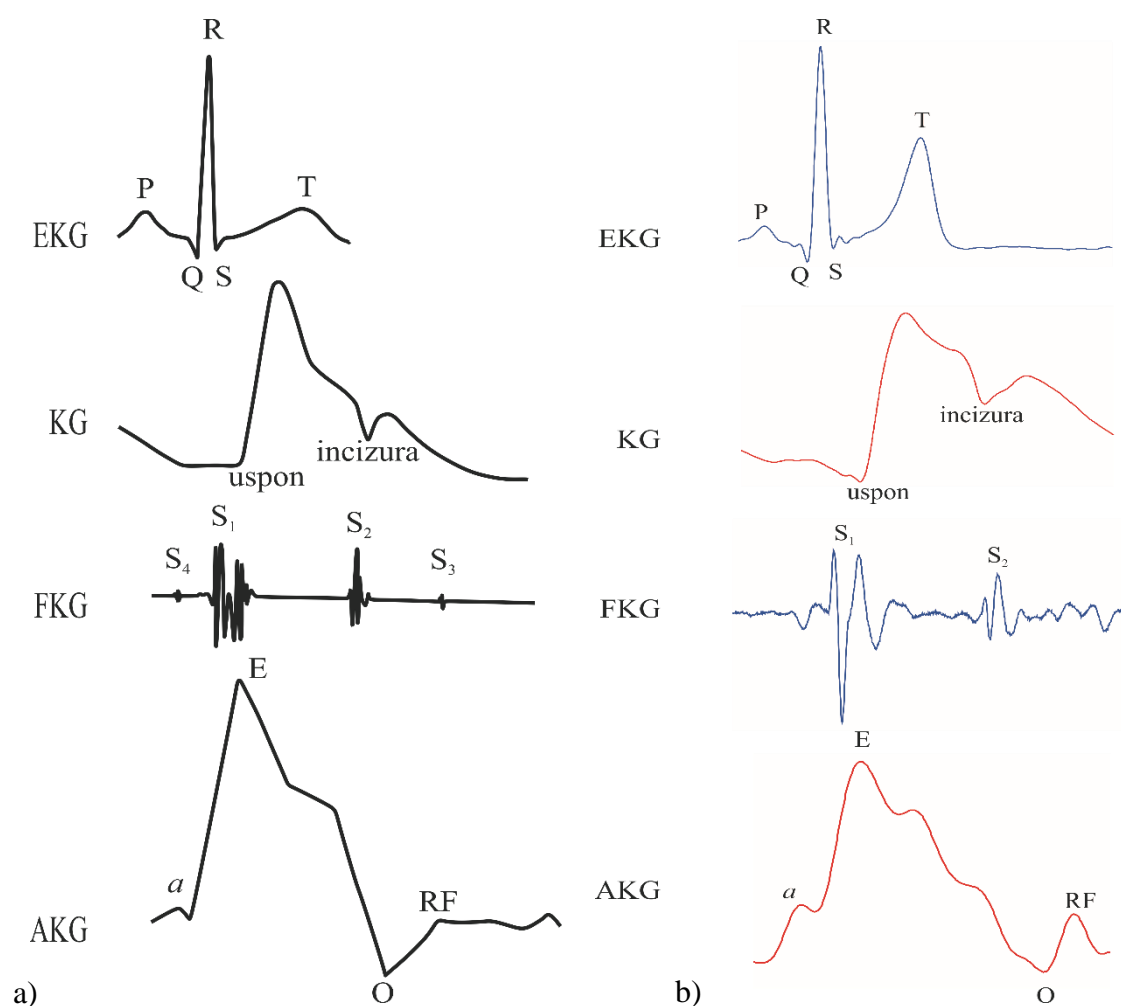 R
P
T
EKG
Q
S
KG
uspon
incizura
S₄
S₁
S₂
S₃
FKG
E
a
RF
AKG
O
a)
R
T
P
EKG
Q
S
KG
incizura
uspon
S₁
S₂
FKG
E
a
RF
AKG
O
b)